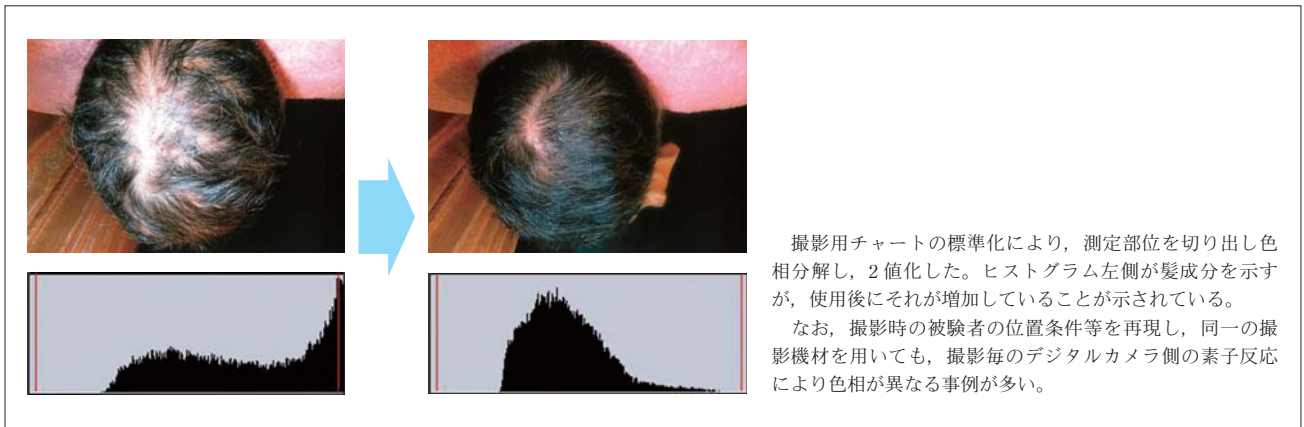 撮影用チャートの標準化により，測定部位を切り出し色
相分解し，2 値化した。ヒストグラム左側が髪成分を示す
が，使用後にそれが増加していることが示されている。
なお，撮影時の被験者の位置条件等を再現し，同一の撮
影機材を用いても，撮影毎のデジタルカメラ側の素子反応
により色相が異なる事例が多い。